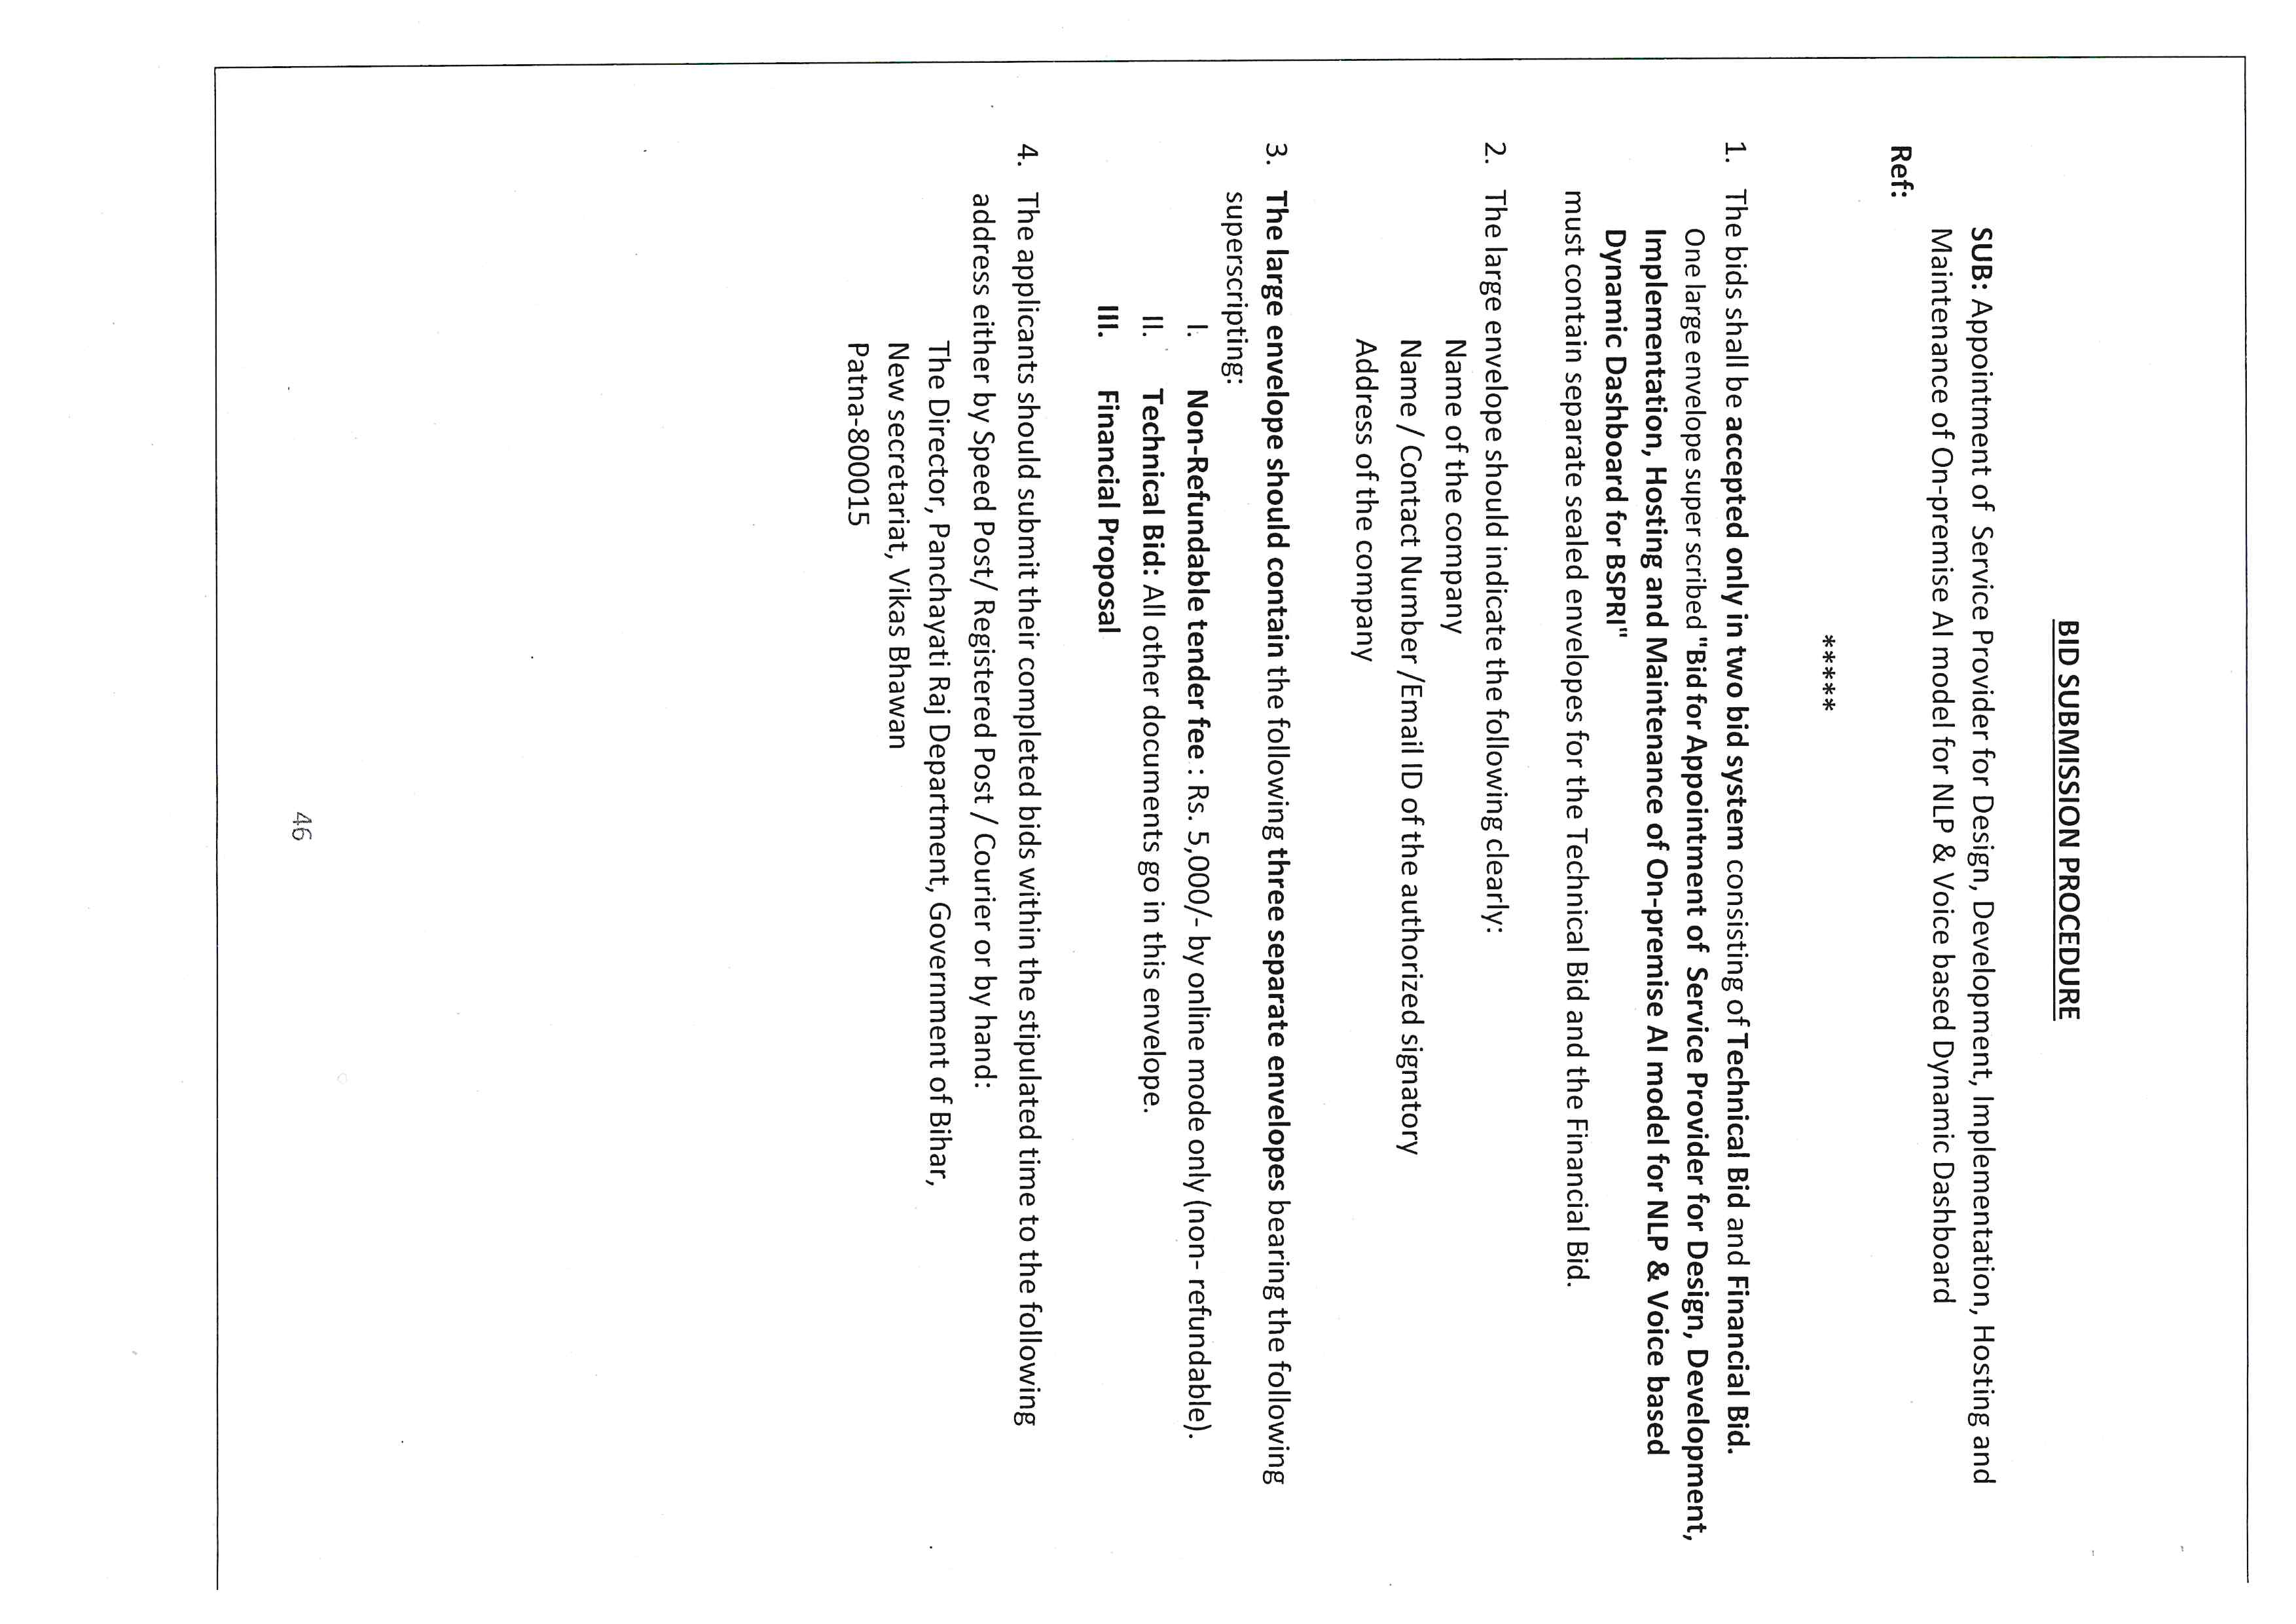 BID SUBMISSION PROCEDURE
SUB: Appointment of Service Provider for Design, Development, Implementation, Hosting and
Maintenance of On-premise AI model for NLP & Voice based Dynamic Dashboard
Ref:
*****
1. The bids shall be accepted only in two bid system consisting of Technical Bid and Financial Bid.
One large envelope super scribed "Bid for Appointment of Service Provider for Design, Development,
Implementation, Hosting and Maintenance of On-premise AI model for NLP & Voice based
Dynamic Dashboard for BSPRI"
must contain separate sealed envelopes for the Technical Bid and the Financial Bid.
2. The large envelope should indicate the following clearly:
Name of the company
Name / Contact Number /Email ID of the authorized signatory
Address of the company
3. The large envelope should contain the following three separate envelopes bearing the following
superscripting:
I. Non-Refundable tender fee : Rs. 5,000/- by online mode only (non- refundable).
II. Technical Bid: All other documents go in this envelope.
III. Financial Proposal
4. The applicants should submit their completed bids within the stipulated time to the following
address either by Speed Post/ Registered Post / Courier or by hand:
The Director, Panchayati Raj Department, Government of Bihar,
New secretariat, Vikas Bhawan
Patna-800015
46